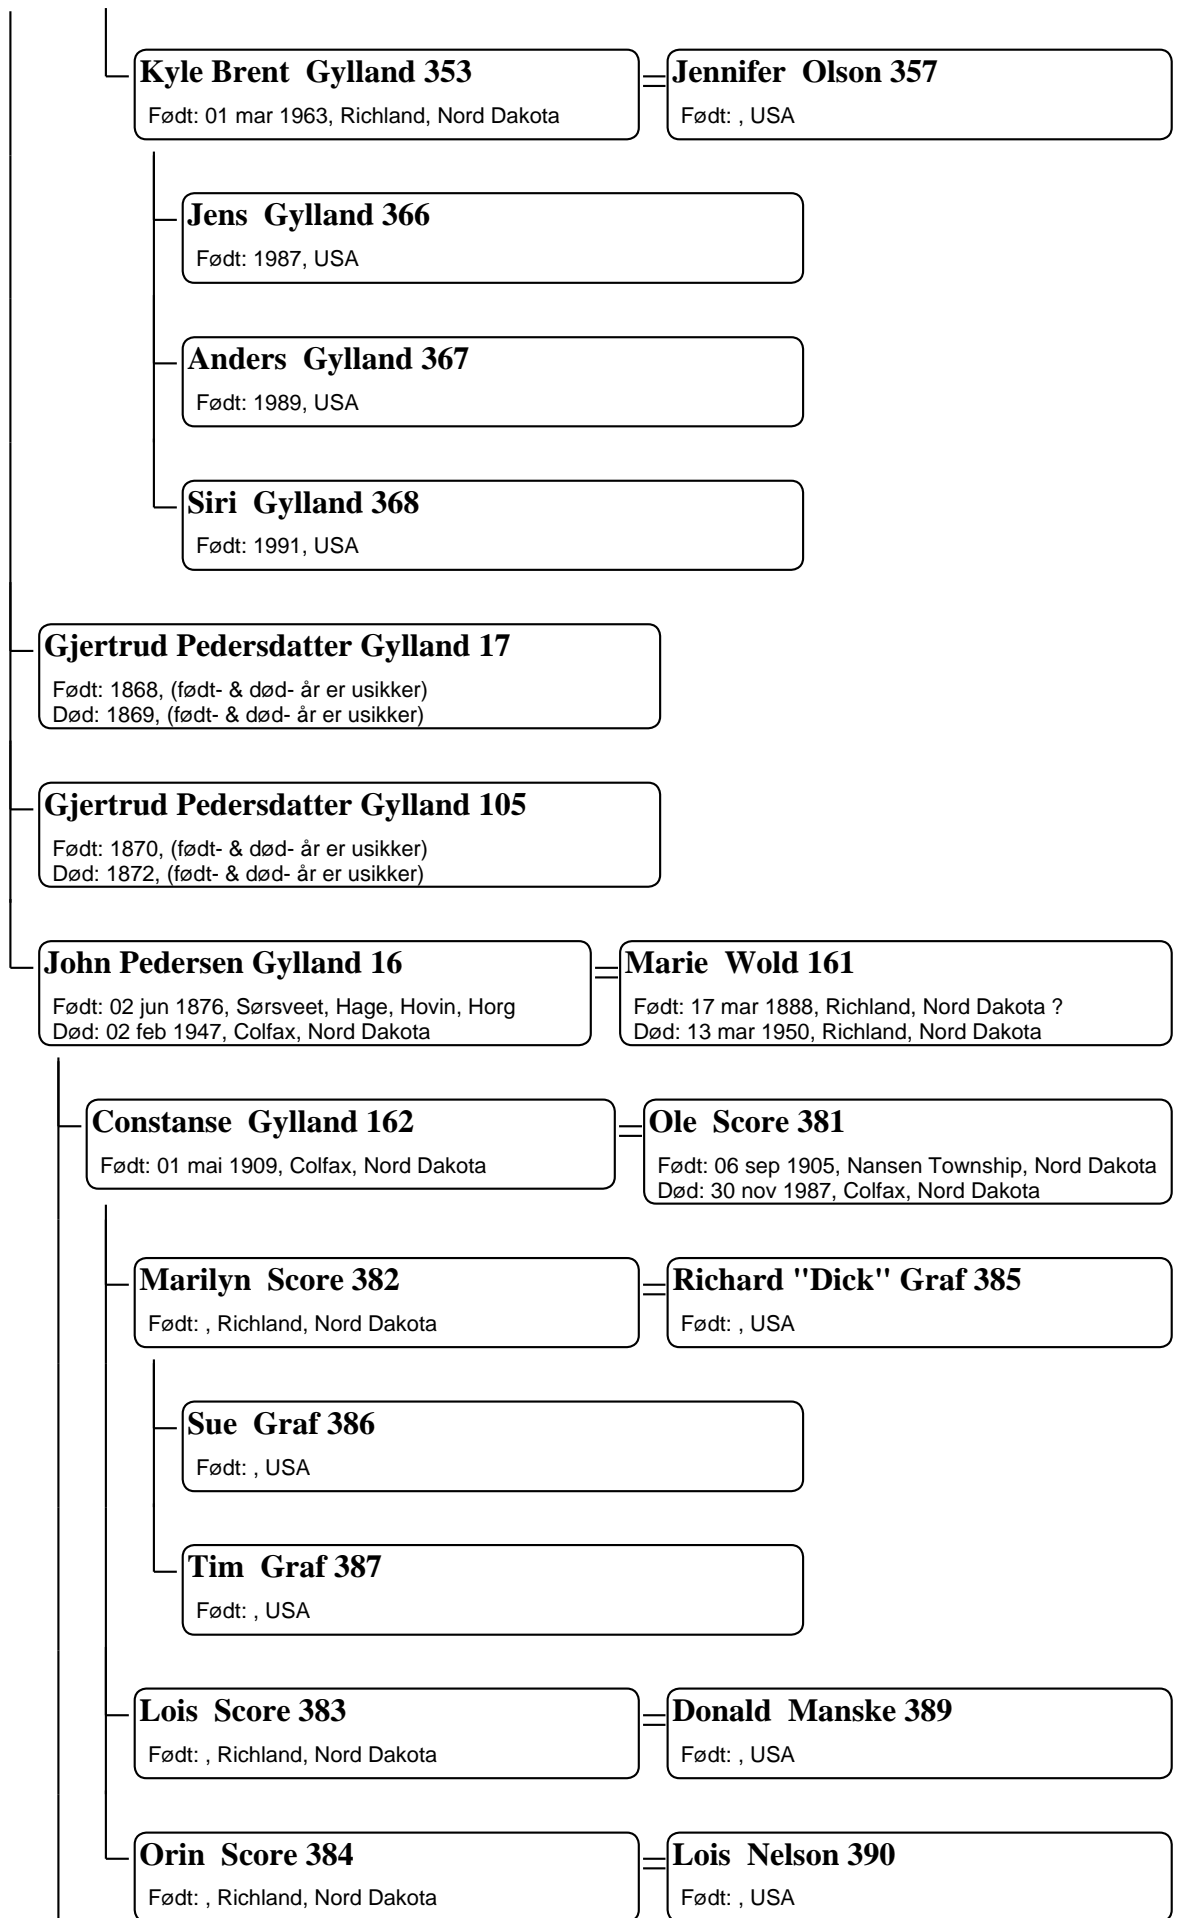 Kyle Brent  Gylland 353
Født: 01 mar 1963, Richland, Nord Dakota
Jennifer  Olson 357
Født: , USA
Jens  Gylland 366
Født: 1987, USA
Anders  Gylland 367
Født: 1989, USA
Siri  Gylland 368
Født: 1991, USA
Gjertrud Pedersdatter Gylland 17
Født: 1868, (født- & død- år er usikker)
Død: 1869, (født- & død- år er usikker)
Gjertrud Pedersdatter Gylland 105
Født: 1870, (født- & død- år er usikker)
Død: 1872, (født- & død- år er usikker)
John Pedersen Gylland 16
Født: 02 jun 1876, Sørsveet, Hage, Hovin, Horg
Død: 02 feb 1947, Colfax, Nord Dakota
Marie  Wold 161
Født: 17 mar 1888, Richland, Nord Dakota ?
Død: 13 mar 1950, Richland, Nord Dakota
Constanse  Gylland 162
Født: 01 mai 1909, Colfax, Nord Dakota
Ole  Score 381
Født: 06 sep 1905, Nansen Township, Nord Dakota
Død: 30 nov 1987, Colfax, Nord Dakota
Marilyn  Score 382
Født: , Richland, Nord Dakota
Richard "Dick" Graf 385
Født: , USA
Sue  Graf 386
Født: , USA
Tim  Graf 387
Født: , USA
Lois  Score 383
Født: , Richland, Nord Dakota
Donald  Manske 389
Født: , USA
Orin  Score 384
Født: , Richland, Nord Dakota
Lois  Nelson 390
Født: , USA